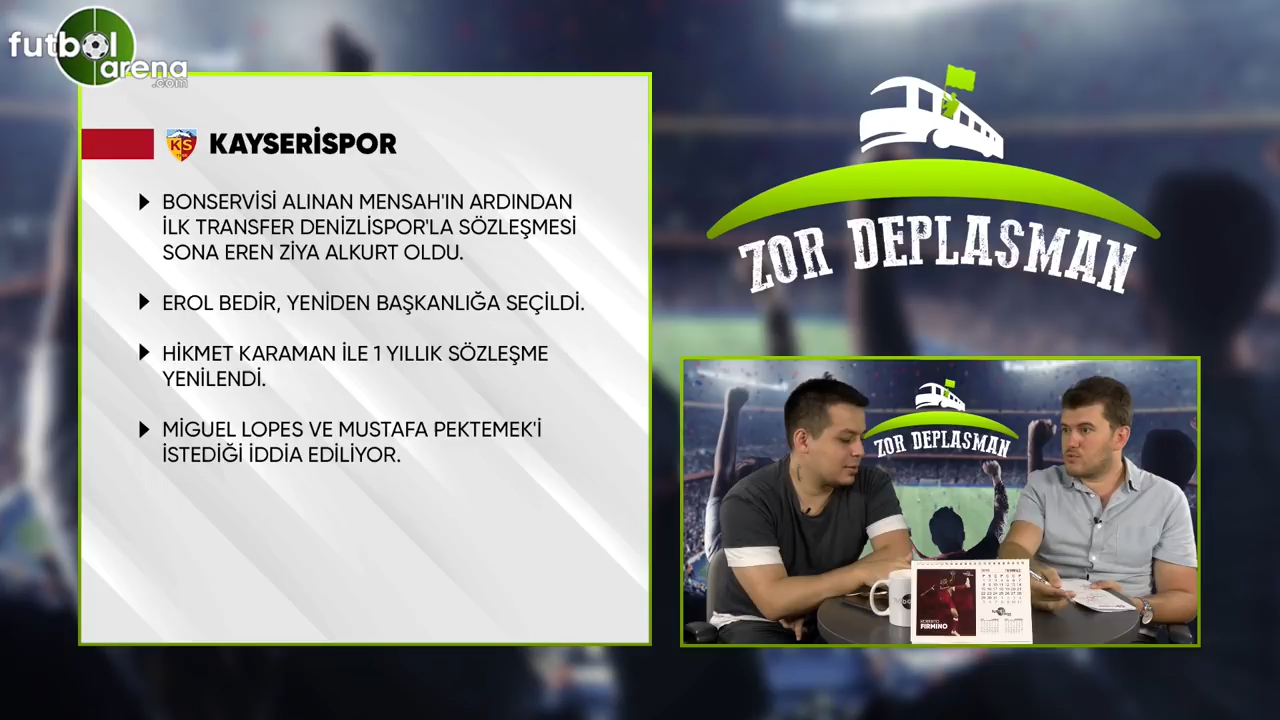 futbol
arena
.com
KS
KAYSERİSPOR
BONSERVİSİ ALINAN MENSAH'IN ARDINDAN
İLK TRANSFER DENİZLİSPOR'LA SÖZLEŞMESİ
SONA EREN ZİYA ALKURT OLDU.
EROL BEDİR, YENİDEN BAŞKANLIĞA SEÇİLDİ.
HİKMET KARAMAN İLE 1 YILLIK SÖZLEŞME
YENİLENDİ.
MİGUEL LOPES VE MUSTAFA PEKTEMEK'İ
İSTEDİĞİ İDDİA EDİLİYOR.
ZOR DEPLASMAN
ZOR DEPLASMAN
FIRMINO